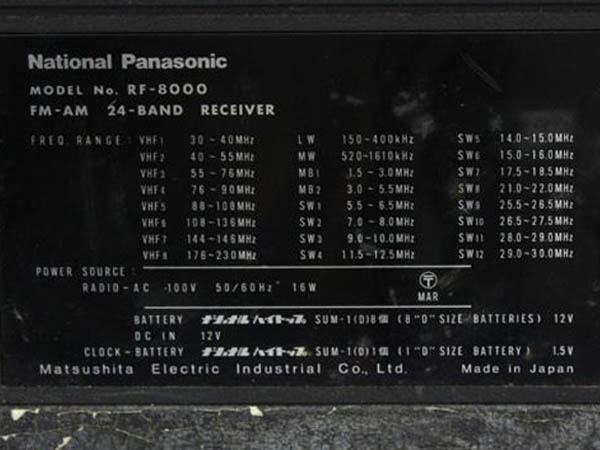 National Panasonic
MODEL No. RF-8000
FM-AM 24-BAND RECEIVER
FREQ. RANGE: VHF1 30~40MHz LW 150~400kHz SW5 14.0~15.0MHz
VHF2 40~55MHz MW 520~1610kHz SW6 15.0~16.0MHz
VHF3 55~76MHz MB1 1.5~3.0MHz SW7 17.5~18.5MHz
VHF4 76~90MHz MB2 3.0~5.5MHz SW8 21.0~22.0MHz
VHF5 88~108MHz SW1 5.5~6.5MHz SW9 25.5~26.5MHz
VHF6 108~136MHz SW2 7.0~8.0MHz SW10 26.5~27.5MHz
VHF7 144~146MHz SW3 9.0~10.0MHz SW11 28.0~29.0MHz
VHF8 176~230MHz SW4 11.5~12.5MHz SW12 29.0~30.0MHz
POWER SOURCE:
RADIO-AC 100V 50/60Hz 16W
〒
MAR
BATTERY ナショナルハイトップ SUM-1(D)8個 (8"D"SIZE BATTERIES) 12V
DC IN 12V
CLOCK-BATTERY ナショナルハイトップ SUM-1(D)1個 (1"D"SIZE BATTERY) 1.5V
Matsushita Electric Industrial Co., Ltd. Made in Japan